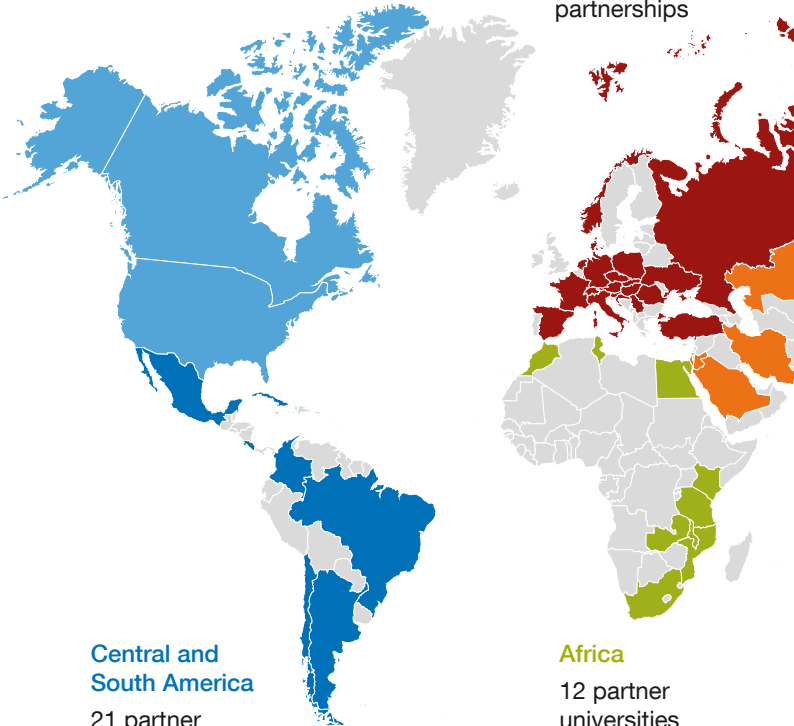 partnerships
Central and
South America
21 partner
Africa
12 partner
universities